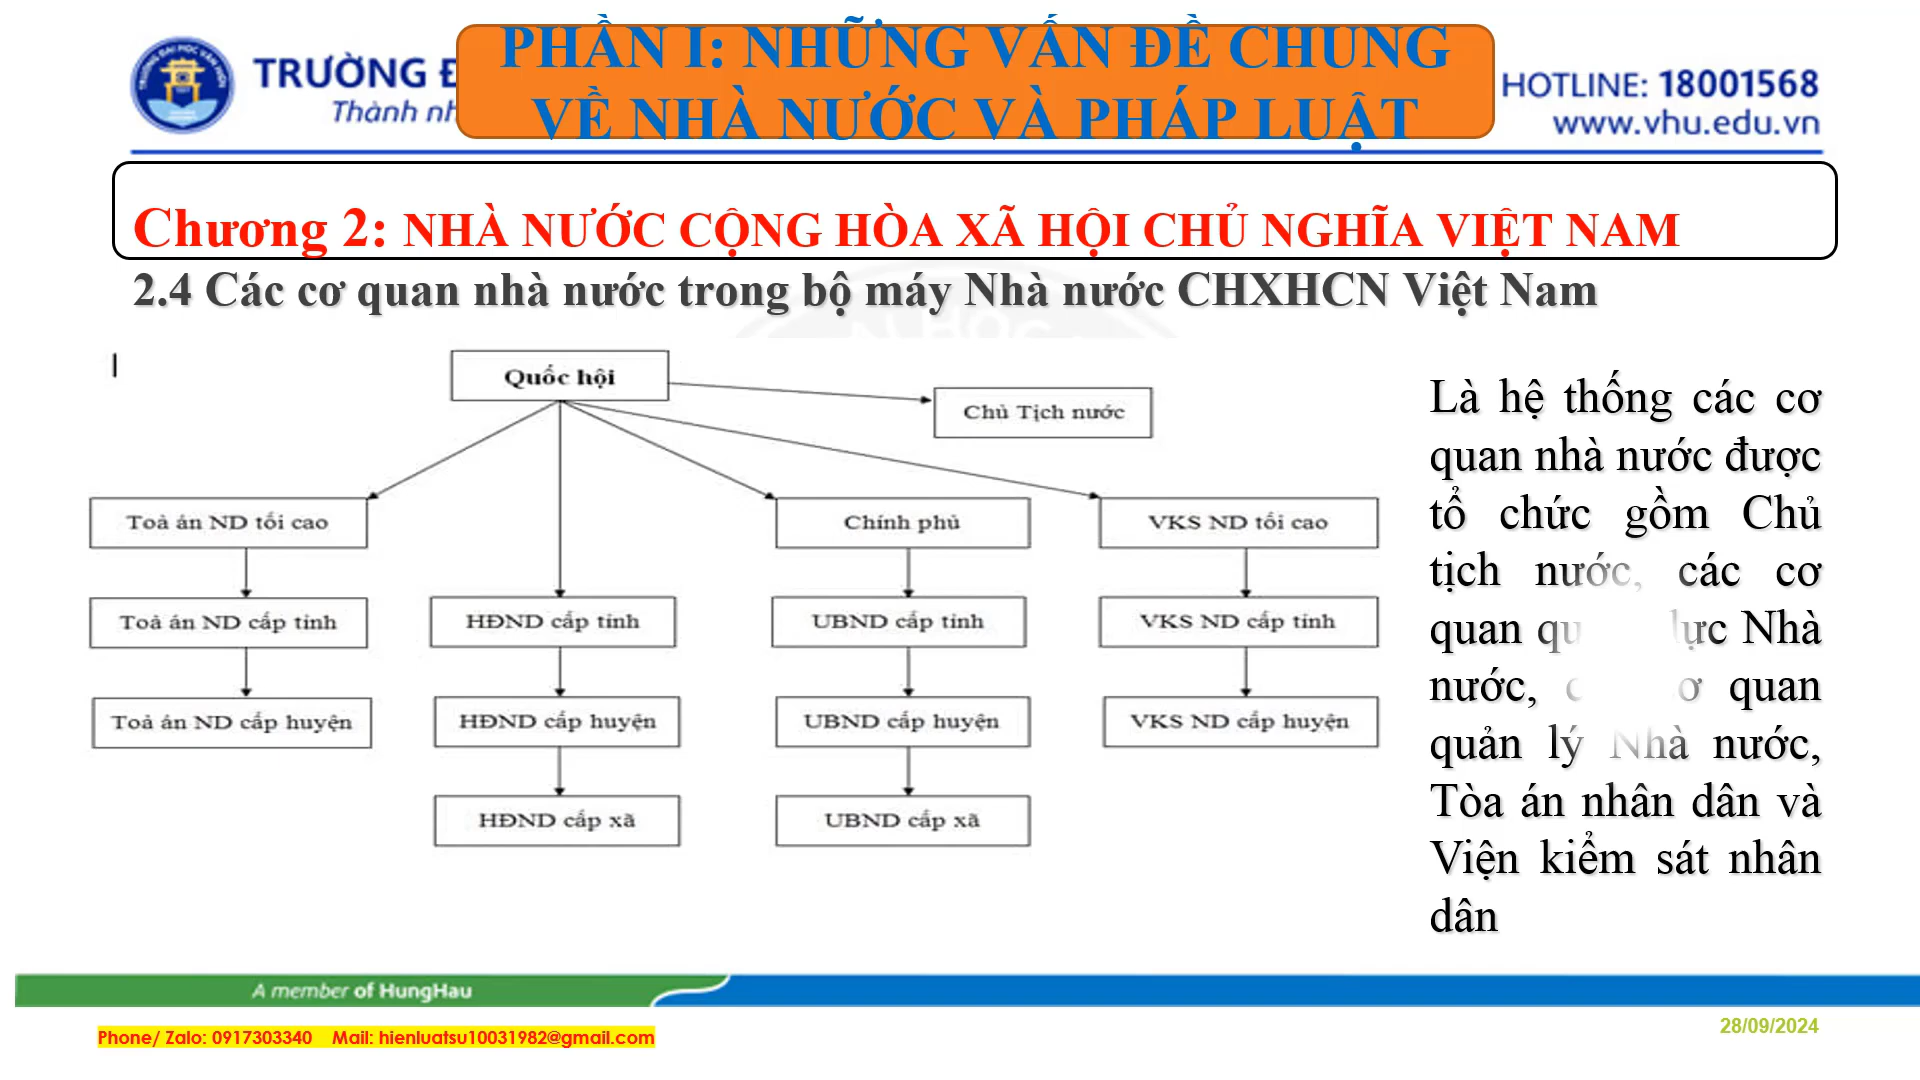 PHẦN I: NHỮNG VẤN ĐỀ CHUNG
VỀ NHÀ NƯỚC VÀ PHÁP LUẬT
TRƯỜNG
Thành
HOTLINE: 18001568
www.vhu.edu.vn
Chương 2: NHÀ NƯỚC CỘNG HÒA XÃ HỘI CHỦ NGHĨA VIỆT NAM
2.4 Các cơ quan nhà nước trong bộ máy Nhà nước CHXHCN Việt Nam
Quốc hội
Chủ Tịch nước
Toà án ND tối cao
Chính phủ
VKS ND tối cao
Toà án ND cấp tỉnh
HĐND cấp tỉnh
UBND cấp tỉnh
VKS ND cấp tỉnh
Toà án ND cấp huyện
HĐND cấp huyện
UBND cấp huyện
VKS ND cấp huyện
HĐND cấp xã
UBND cấp xã
Là hệ thống các cơ
quan nhà nước được
tổ chức gồm Chủ
tịch nước, các cơ
quan lực Nhà
nước, cơ quan
quản lý Nhà nước,
Tòa án nhân dân và
Viện kiểm sát nhân
dân
A member of HungHau
Phone/ Zalo: 0917303340 Mail: hienluatsu10031982@gmail.com
28/09/2024